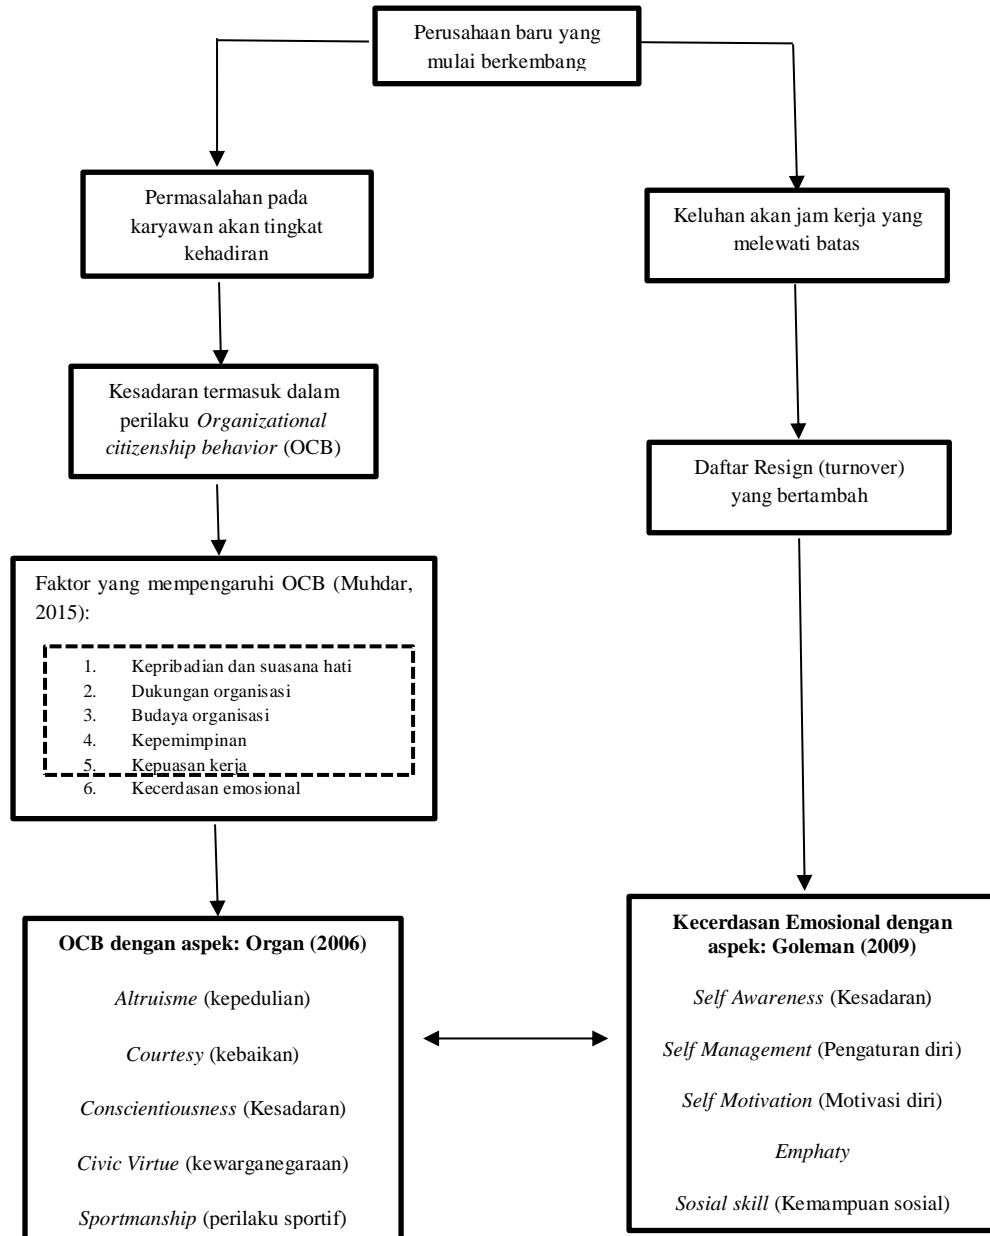 Perusahaan baru yang
mulai berkembang
Permasalahan pada
karyawan akan tingkat
kehadiran
Keluhan akan jam kerja yang
melewati batas
Kesadaran termasuk dalam
perilaku Organizational
citizenship behavior (OCB)
Daftar Resign (turnover)
yang bertambah
Faktor yang mempengaruhi OCB (Muhdar,
2015):
1. Kepribadian dan suasana hati
2. Dukungan organisasi
3. Budaya organisasi
4. Kepemimpinan
5. Kepuasan kerja
6. Kecerdasan emosional
OCB dengan aspek: Organ (2006)
Altruisme (kepedulian)
Courtesy (kebaikan)
Conscientiousness (Kesadaran)
Civic Virtue (kewarganegaraan)
Sportmanship (perilaku sportif)
Kecerdasan Emosional dengan
aspek: Goleman (2009)
Self Awareness (Kesadaran)
Self Management (Pengaturan diri)
Self Motivation (Motivasi diri)
Emphaty
Sosial skill (Kemampuan sosial)